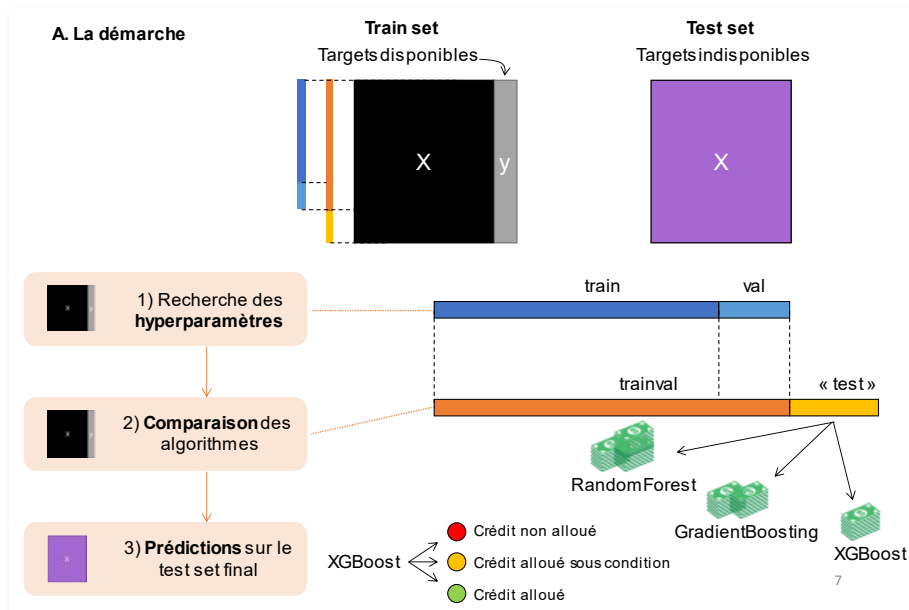 A. La démarche
Train set
Targets disponibles
Test set
Targets indisponibles
X
y
X
1) Recherche des
hyperparamètres
X
y
train
val
trainval
« test »
2) Comparaison des
algorithmes
X
y
RandomForest
GradientBoosting
XGBoost
3) Prédictions sur le
test set final
X
XGBoost
Crédit non alloué
Crédit alloué sous condition
Crédit alloué
7